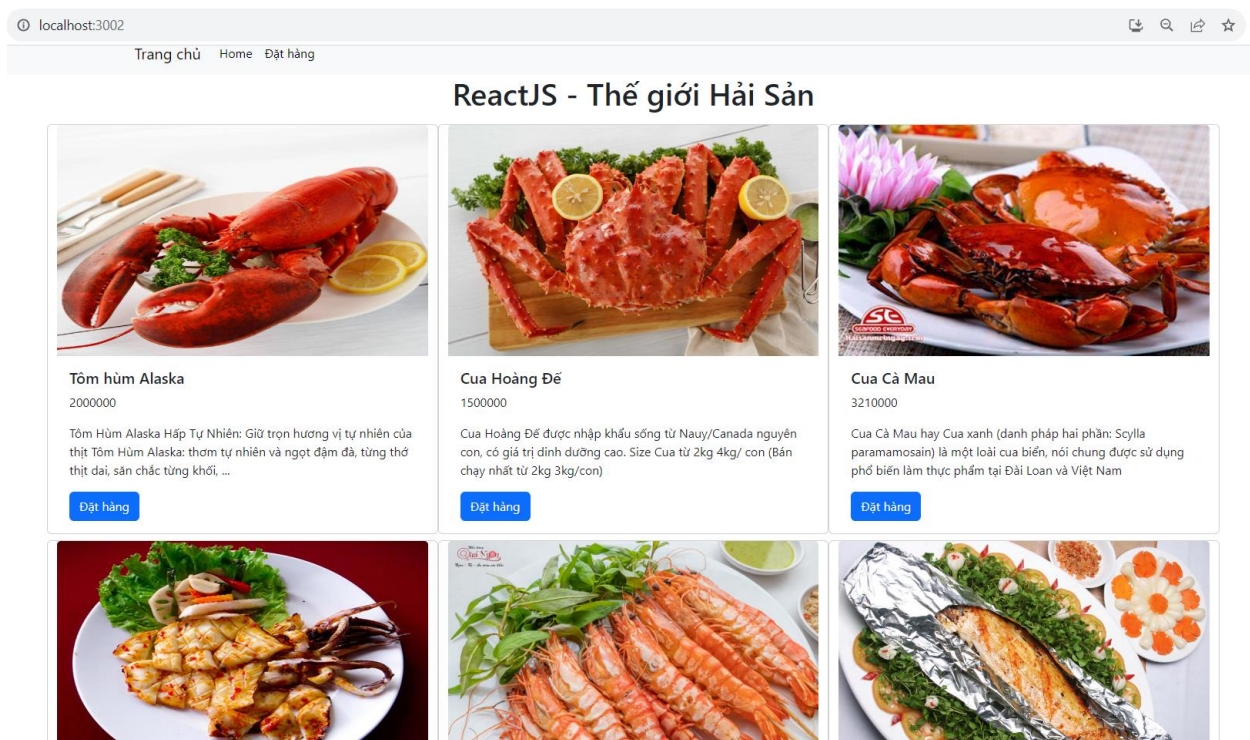 localhost:3002
Trang chủ Home Đặt hàng
ReactJS - Thế giới Hải Sản
SEAFOOD EVERYDAY
Tôm hùm Alaska
2000000
Tôm Hùm Alaska Hấp Tự Nhiên: Giữ trọn hương vị tự nhiên của
thịt Tôm Hùm Alaska: thơm tự nhiên và ngọt đậm đà, từng thớ
thịt dai, săn chắc từng khối, ...
Đặt hàng
Cua Hoàng Đế
1500000
Cua Hoàng Đế được nhập khẩu sống từ Nauy/Canada nguyên
con, có giá trị dinh dưỡng cao. Size Cua từ 2kg 4kg/ con (Bán
chạy nhất từ 2kg 3kg/con)
Đặt hàng
Cua Cà Mau
3210000
Cua Cà Mau hay Cua xanh (danh pháp hai phần: Scylla
paramamosain) là một loài cua biển, nói chung được sử dụng
phổ biến làm thực phẩm tại Đài Loan và Việt Nam
Đặt hàng